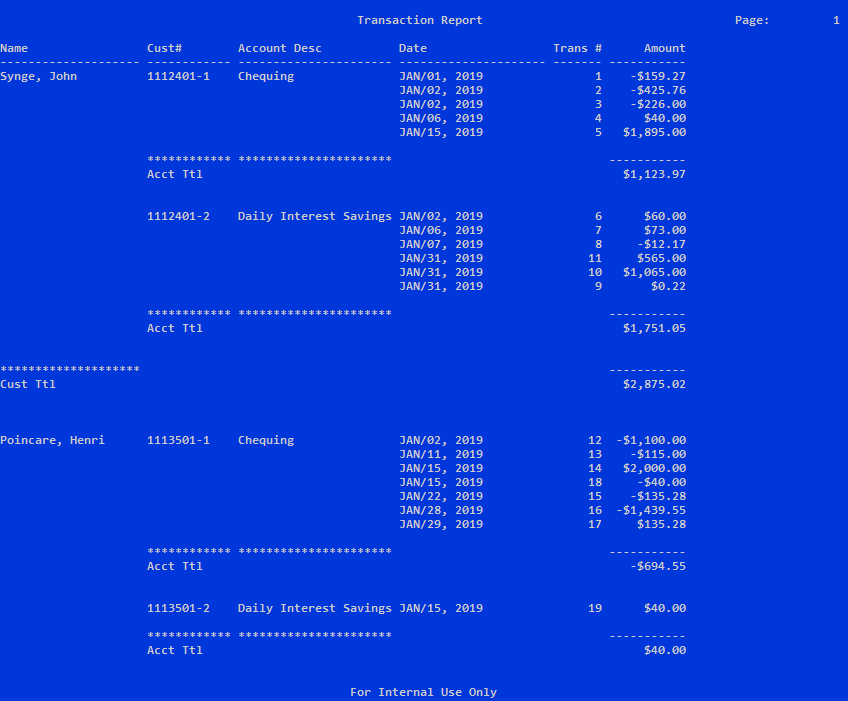 Transaction Report Page: 1
Name Cust# Account Desc Date Trans # Amount
-------------------- ------------ ---------------------- --------------------- ------- -----------
Synge, John 1112401-1 Chequing JAN/01, 2019 1 -$159.27
JAN/02, 2019 2 -$425.76
JAN/02, 2019 3 -$226.00
JAN/06, 2019 4 $40.00
JAN/15, 2019 5 $1,895.00
************ ********************** -----------
Acct Ttl $1,123.97
1112401-2 Daily Interest Savings JAN/02, 2019 6 $60.00
JAN/06, 2019 7 $73.00
JAN/07, 2019 8 -$12.17
JAN/31, 2019 11 $565.00
JAN/31, 2019 10 $1,065.00
JAN/31, 2019 9 $0.22
************ ********************** -----------
Acct Ttl $1,751.05
******************** -----------
Cust Ttl $2,875.02
Poincare, Henri 1113501-1 Chequing JAN/02, 2019 12 -$1,100.00
JAN/11, 2019 13 -$115.00
JAN/15, 2019 14 $2,000.00
JAN/15, 2019 18 -$40.00
JAN/22, 2019 15 -$135.28
JAN/28, 2019 16 -$1,439.55
JAN/29, 2019 17 $135.28
************ ********************** -----------
Acct Ttl -$694.55
1113501-2 Daily Interest Savings JAN/15, 2019 19 $40.00
************ ********************** -----------
Acct Ttl $40.00
For Internal Use Only